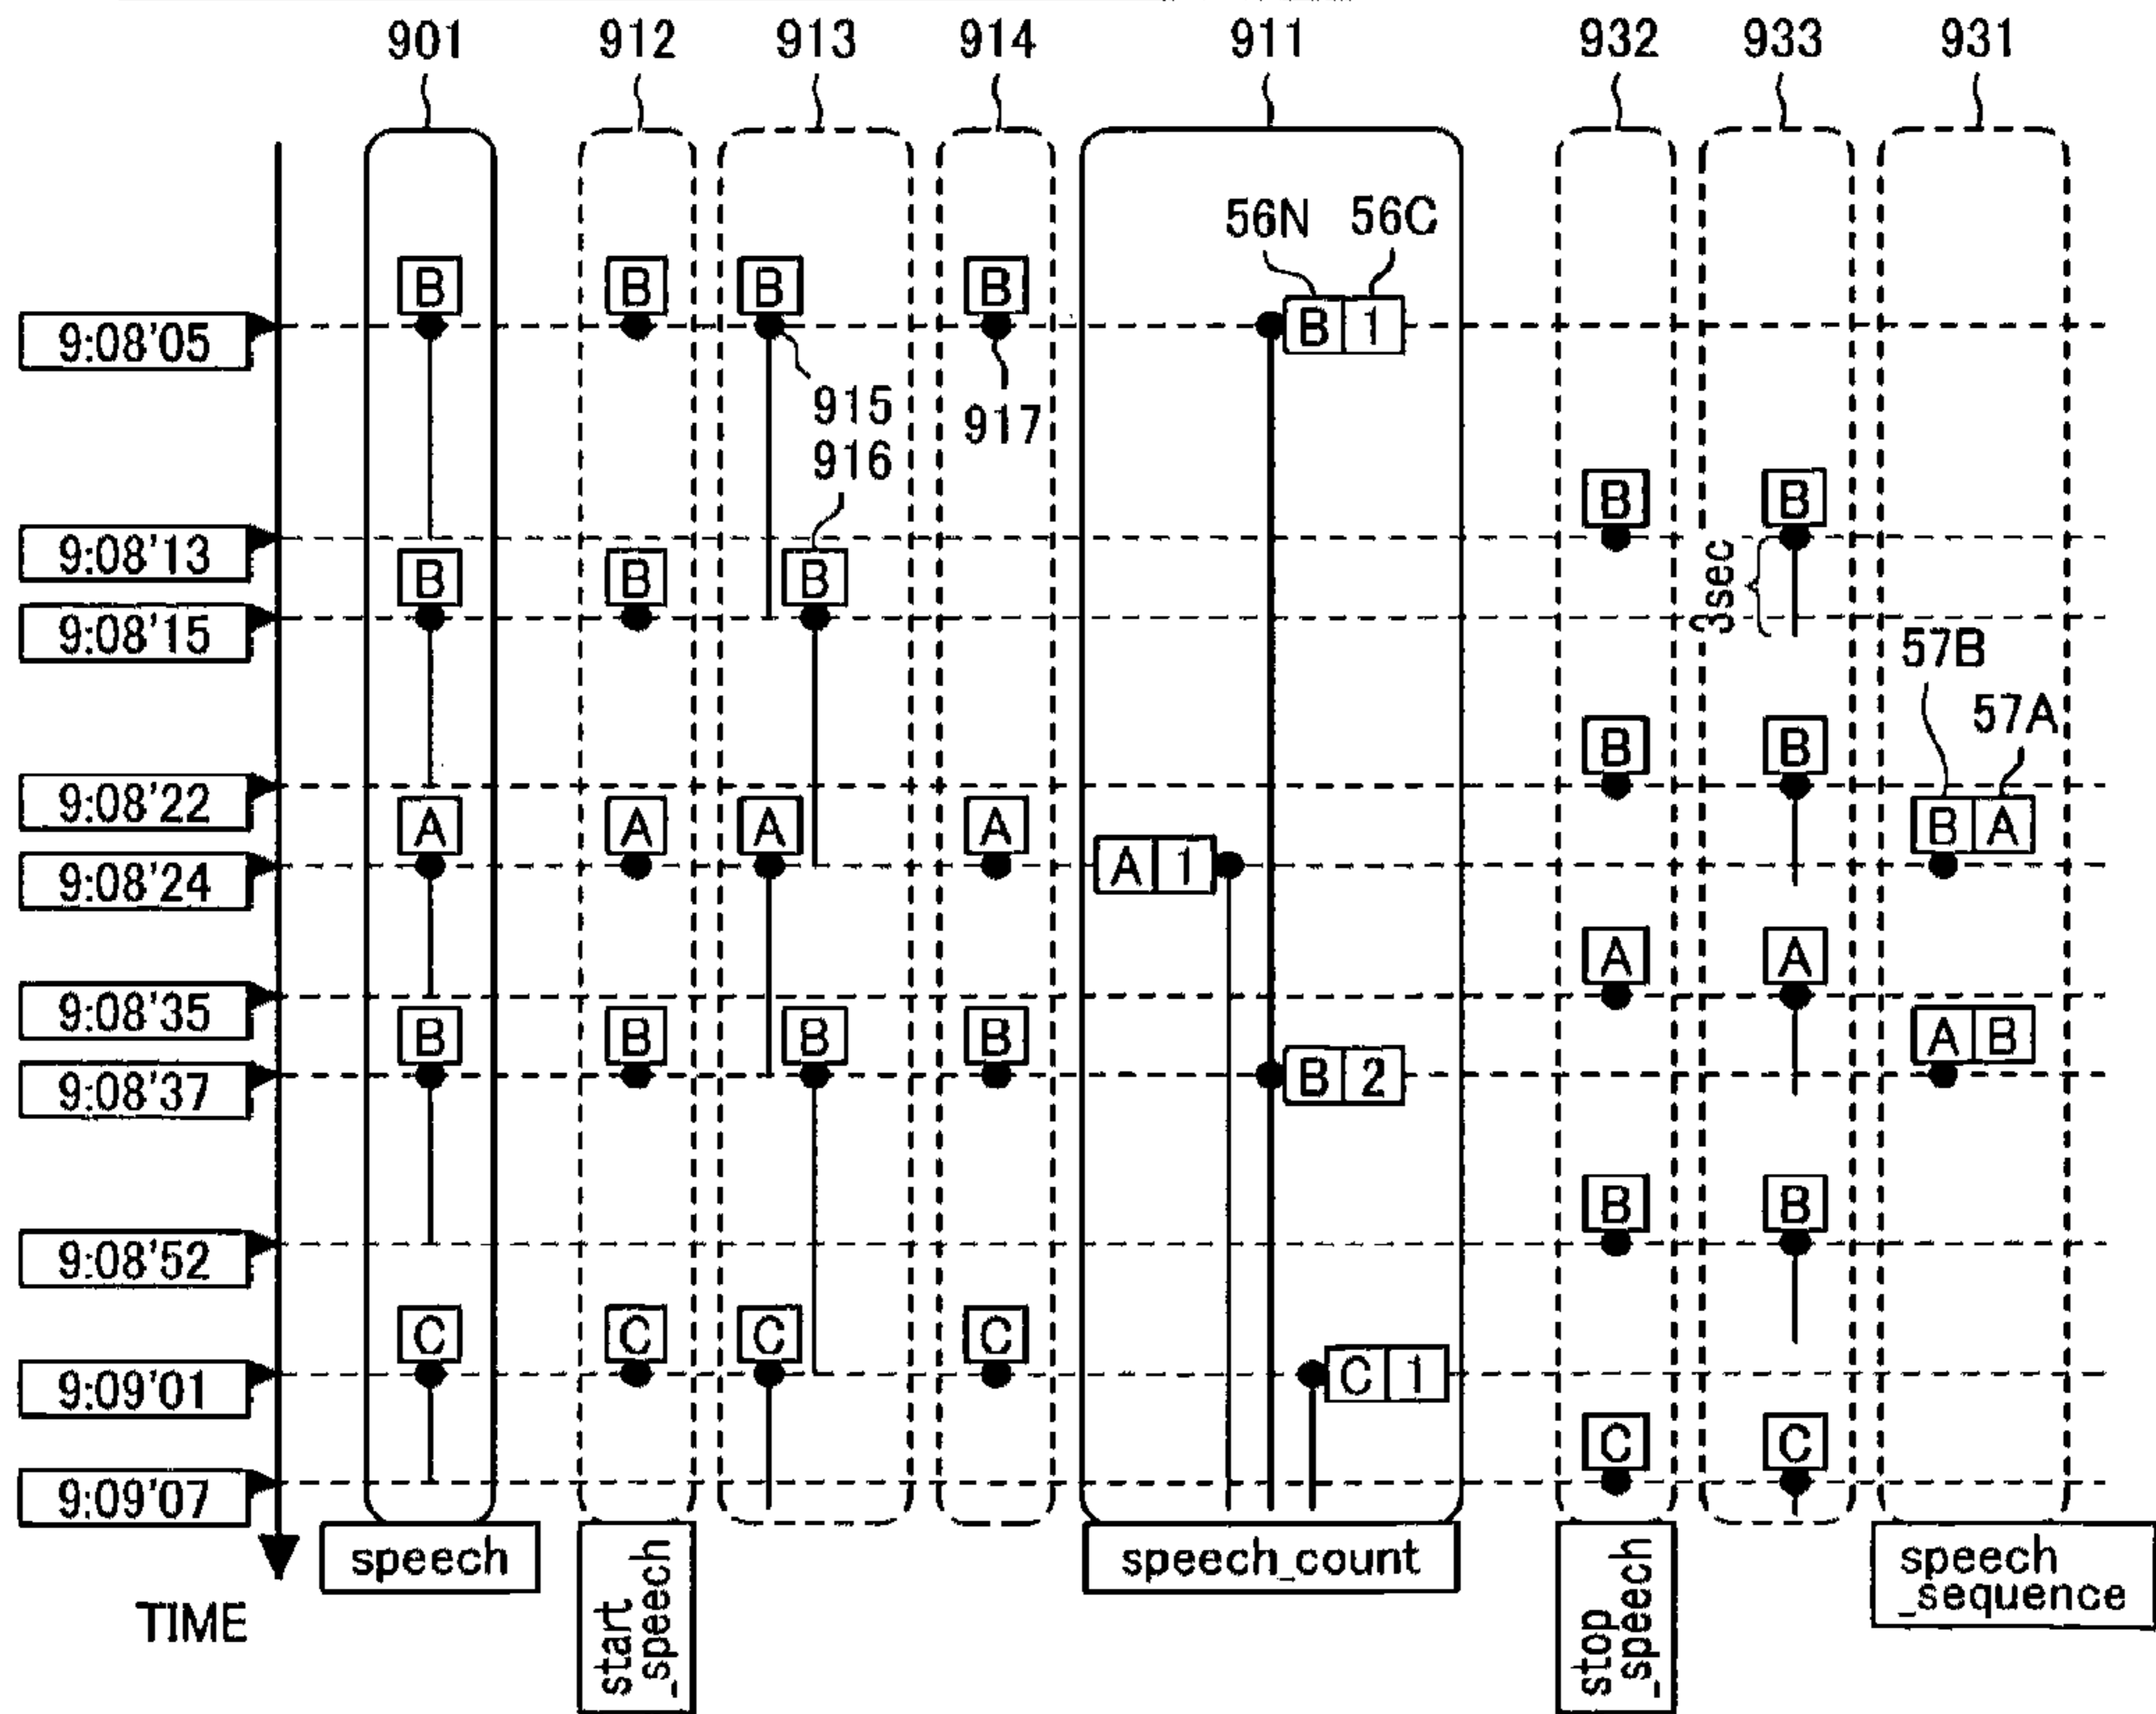 901 912 913 914 911 932 933 931
56N 56C
B B B B
9:08'05 B 1
915 917
916
B B
9:08'13
B B B
3sec
9:08'15
57B
57A
B B
9:08'22
A A A A B A
9:08'24 A 1
A A
9:08'35
B B B B A B
9:08'37 B 2
B B
9:08'52
C C C C
9:09'01 C 1
C C
9:09'07
speech
start
_speech
speech_count
stop
_speech
speech
_sequence
TIME